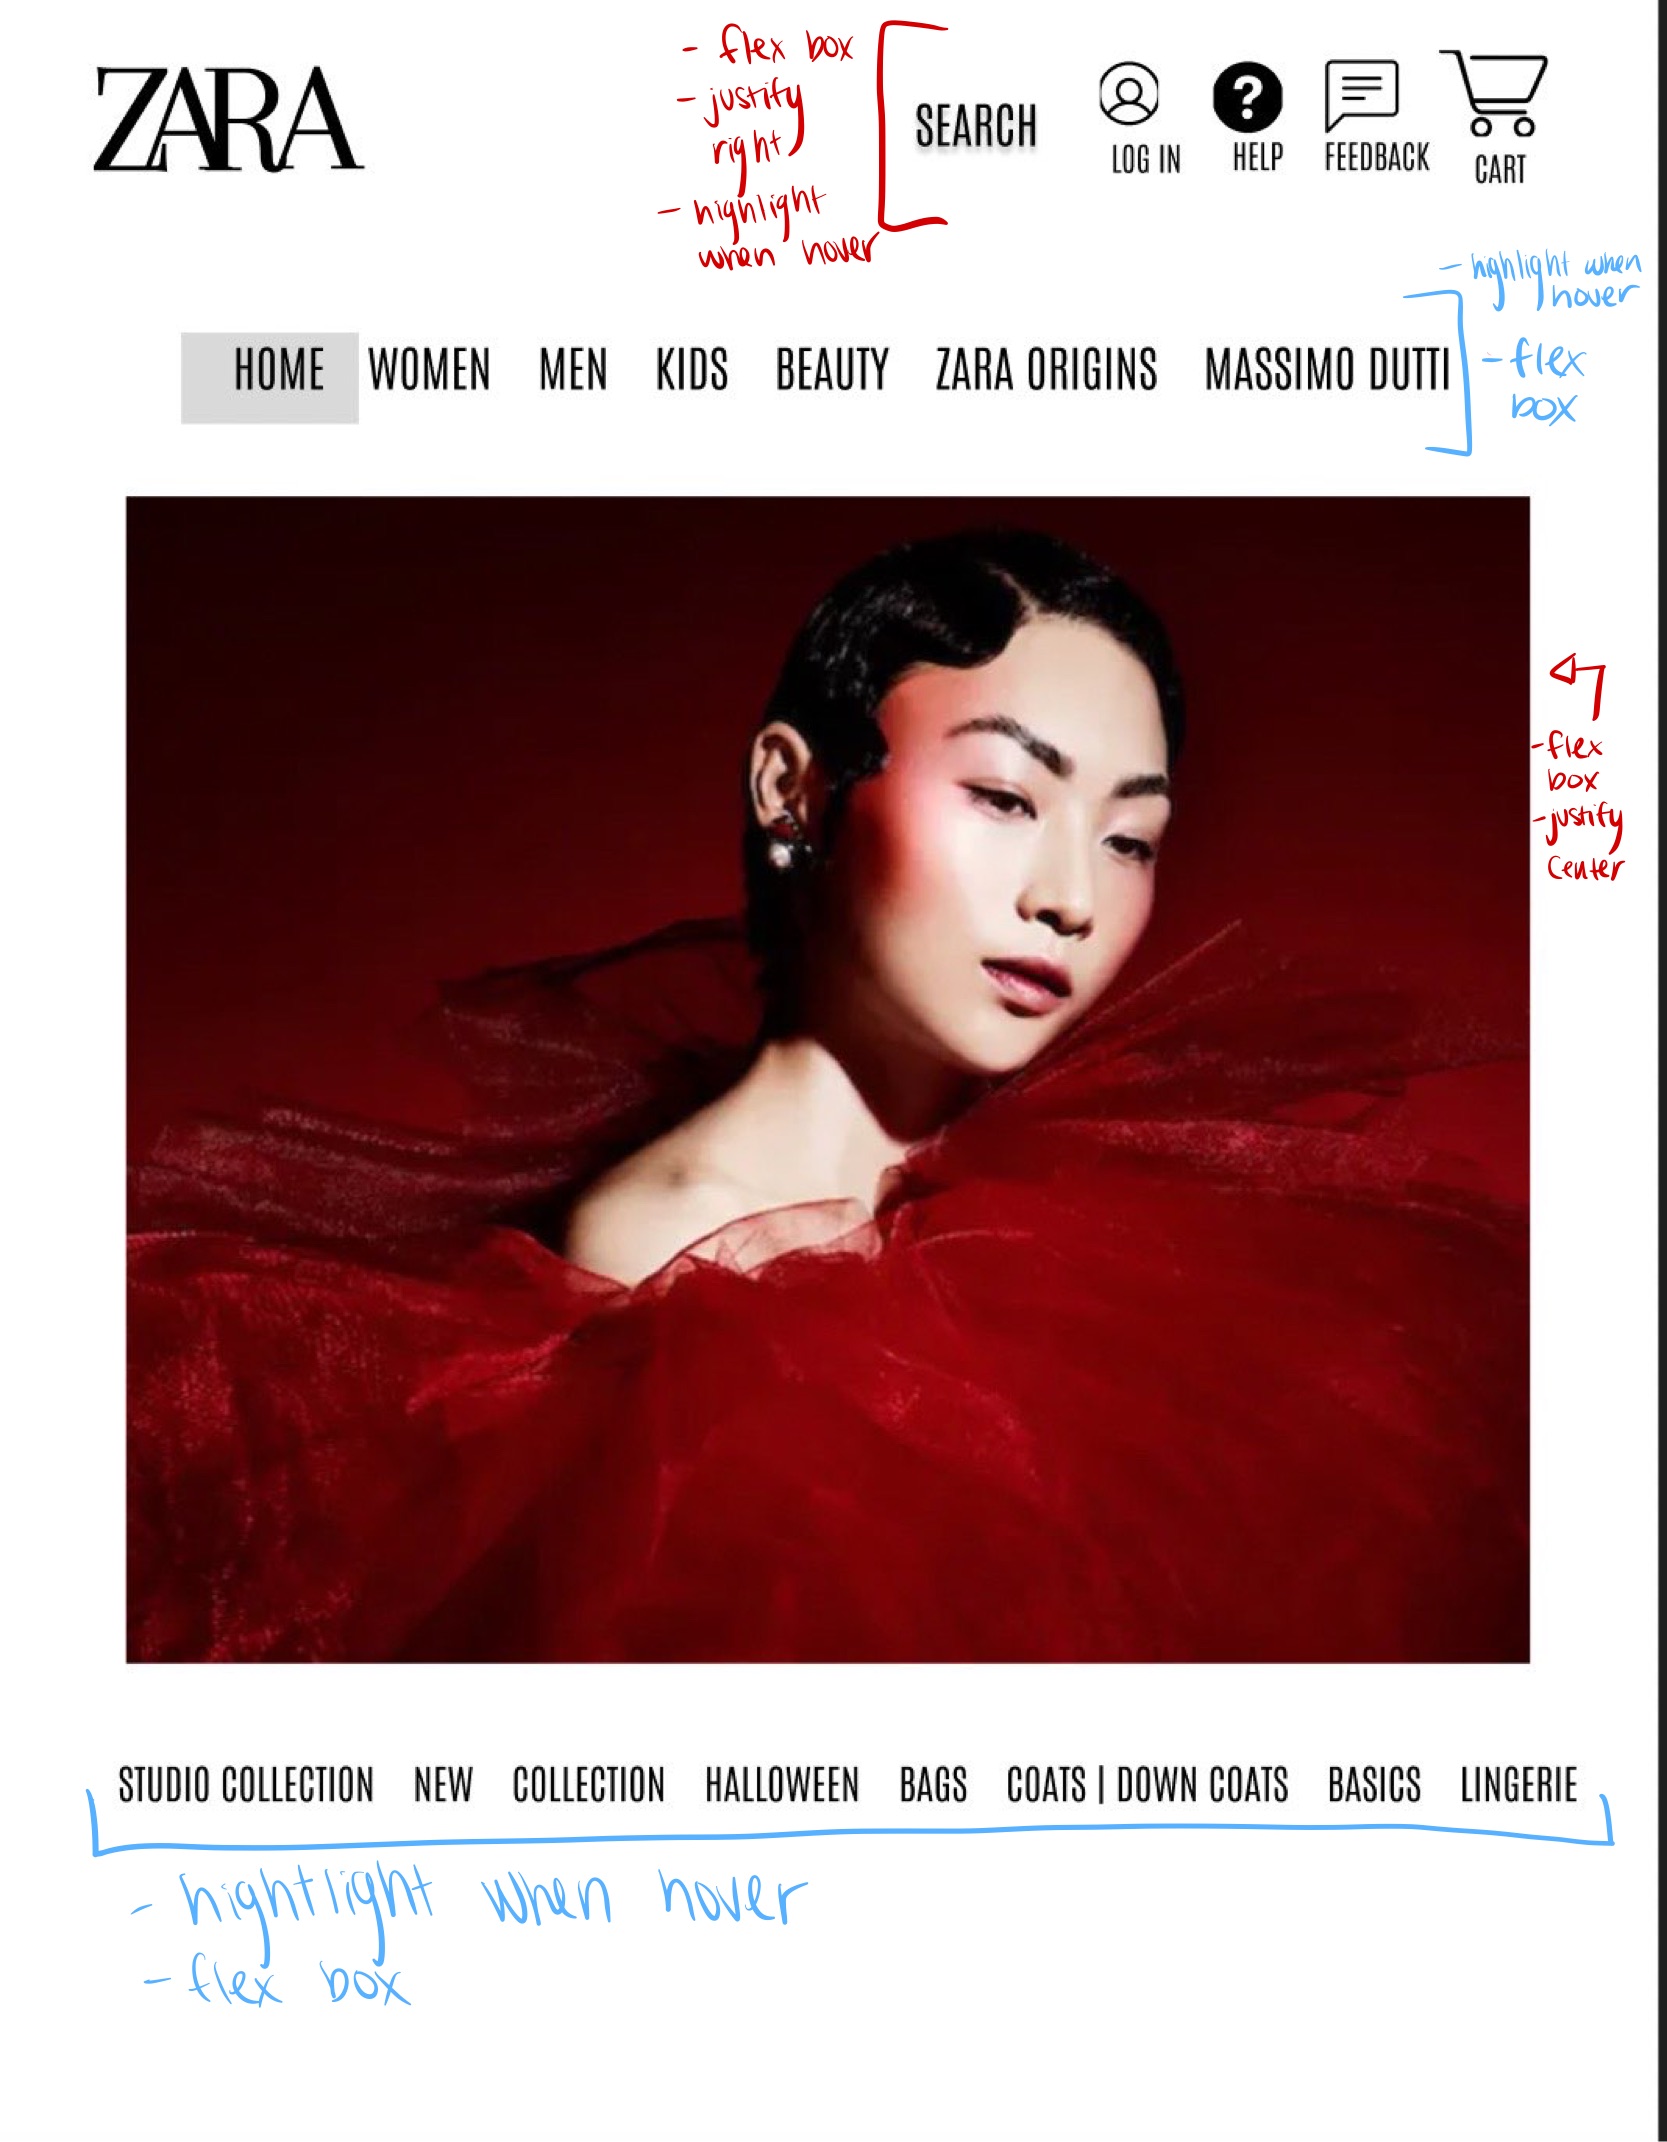 ZARA
- flex box
- justify
right
- highlight
when hover
SEARCH
LOG IN
HELP
FEEDBACK
CART
- highlight when
hover
- flex
box
HOME WOMEN MEN KIDS BEAUTY ZARA ORIGINS MASSIMO DUTTI
- flex
box
- justify
center
STUDIO COLLECTION NEW COLLECTION HALLOWEEN BAGS COATS | DOWN COATS BASICS LINGERIE
- hightlight when hover
- flex box